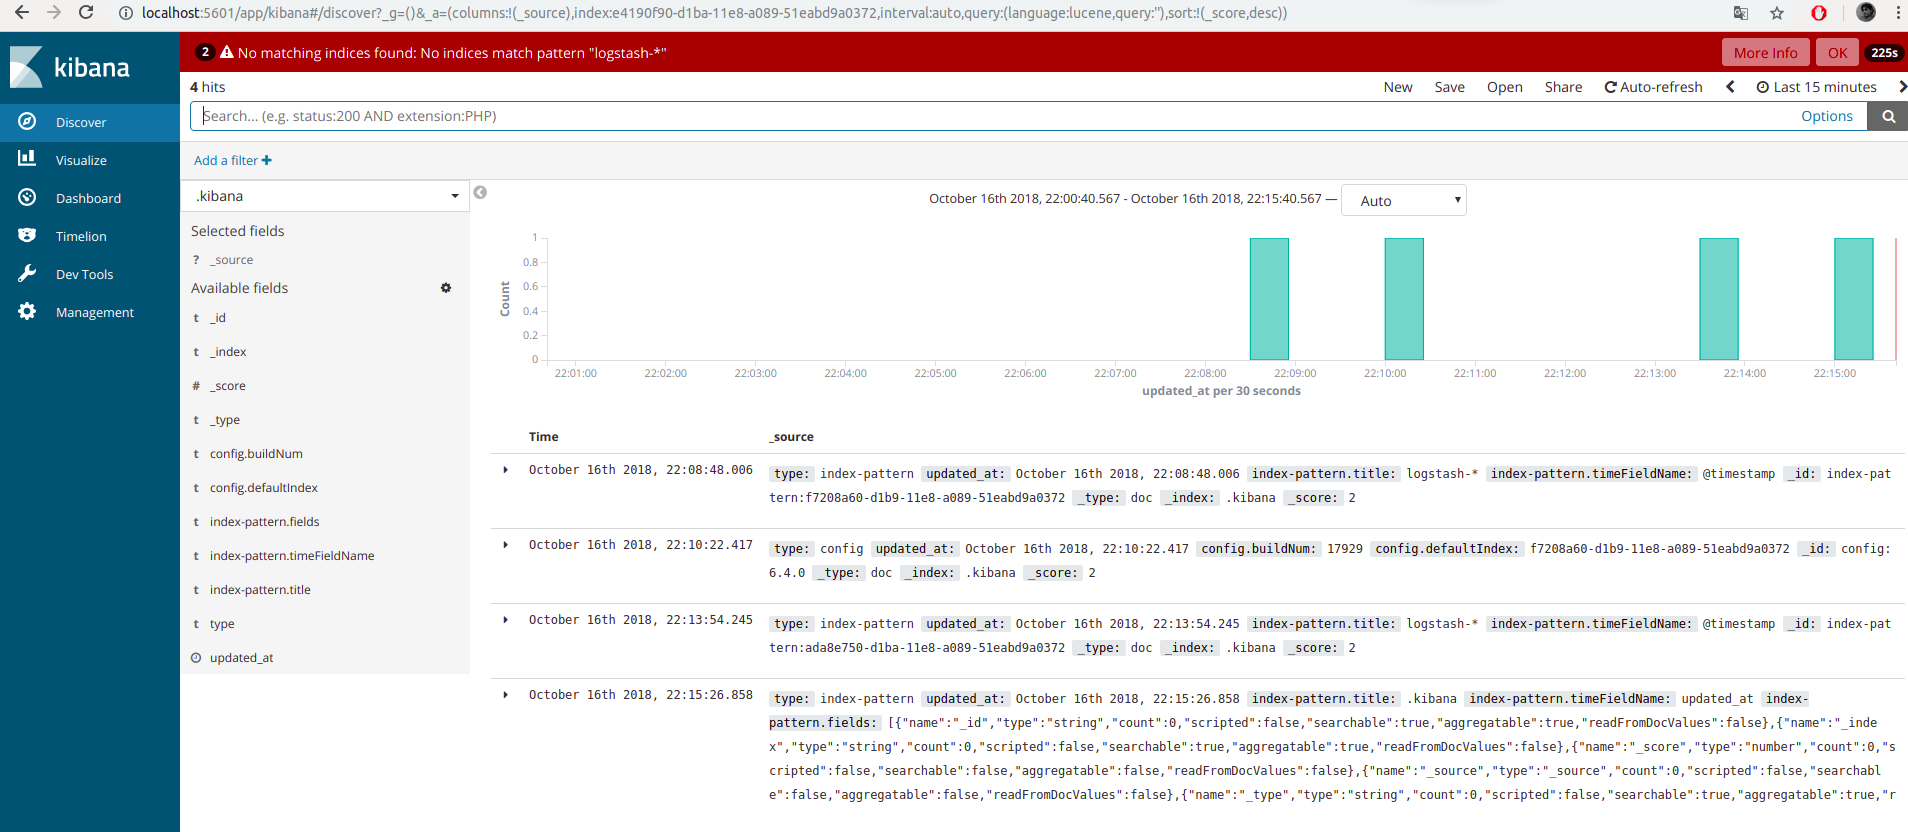 localhost:5601/app/kibana#/discover?_g=()&_a=(columns:!(_source),index:e4190f90-d1ba-11e8-a089-51eabd9a0372,interval:auto,query:(language:lucene,query:''),sort:!(_score,desc))
kibana
2 No matching indices found: No indices match pattern "logstash-*" More Info OK 225s
4 hits New Save Open Share Auto-refresh Last 15 minutes
Search... (e.g. status:200 AND extension:PHP) Options
Add a filter
Discover
Visualize
Dashboard
Timelion
Dev Tools
Management
.kibana
Selected fields
? _source
Available fields
t _id
t _index
# _score
t _type
t config.buildNum
t config.defaultIndex
t index-pattern.fields
t index-pattern.timeFieldName
t index-pattern.title
t type
updated_at
October 16th 2018, 22:00:40.567 - October 16th 2018, 22:15:40.567 — Auto
Count
1
0.8
0.6
0.4
0.2
0
22:01:00 22:02:00 22:03:00 22:04:00 22:05:00 22:06:00 22:07:00 22:08:00 22:09:00 22:10:00 22:11:00 22:12:00 22:13:00 22:14:00 22:15:00
updated_at per 30 seconds
Time _source
October 16th 2018, 22:08:48.006 type: index-pattern updated_at: October 16th 2018, 22:08:48.006 index-pattern.title: logstash-* index-pattern.timeFieldName: @timestamp _id: index-pat
tern:f7208a60-d1b9-11e8-a089-51eabd9a0372 _type: doc _index: .kibana _score: 2
October 16th 2018, 22:10:22.417 type: config updated_at: October 16th 2018, 22:10:22.417 config.buildNum: 17929 config.defaultIndex: f7208a60-d1b9-11e8-a089-51eabd9a0372 _id: config:
6.4.0 _type: doc _index: .kibana _score: 2
October 16th 2018, 22:13:54.245 type: index-pattern updated_at: October 16th 2018, 22:13:54.245 index-pattern.title: logstash-* index-pattern.timeFieldName: @timestamp _id: index-pat
tern:ada8e750-d1ba-11e8-a089-51eabd9a0372 _type: doc _index: .kibana _score: 2
October 16th 2018, 22:15:26.858 type: index-pattern updated_at: October 16th 2018, 22:15:26.858 index-pattern.title: .kibana index-pattern.timeFieldName: updated_at index-
pattern.fields: [{"name":"_id","type":"string","count":0,"scripted":false,"searchable":true,"aggregatable":true,"readFromDocValues":false},{"name":"_inde
x","type":"string","count":0,"scripted":false,"searchable":true,"aggregatable":true,"readFromDocValues":false},{"name":"_score","type":"number","count":0,"s
cripted":false,"searchable":false,"aggregatable":false,"readFromDocValues":false},{"name":"_source","type":"_source","count":0,"scripted":false,"searchabl
e":false,"aggregatable":false,"readFromDocValues":false},{"name":"_type","type":"string","count":0,"scripted":false,"searchable":true,"aggregatable":true,"r